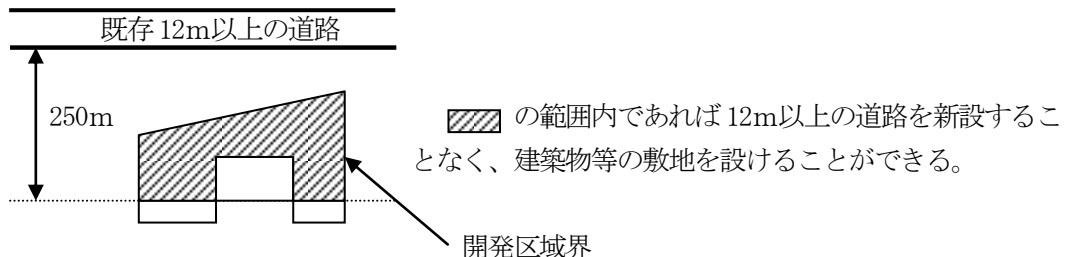 既存 12m以上の道路
250m
の範囲内であれば 12m以上の道路を新設するこ
となく、建築物等の敷地を設けることができる。
開発区域界